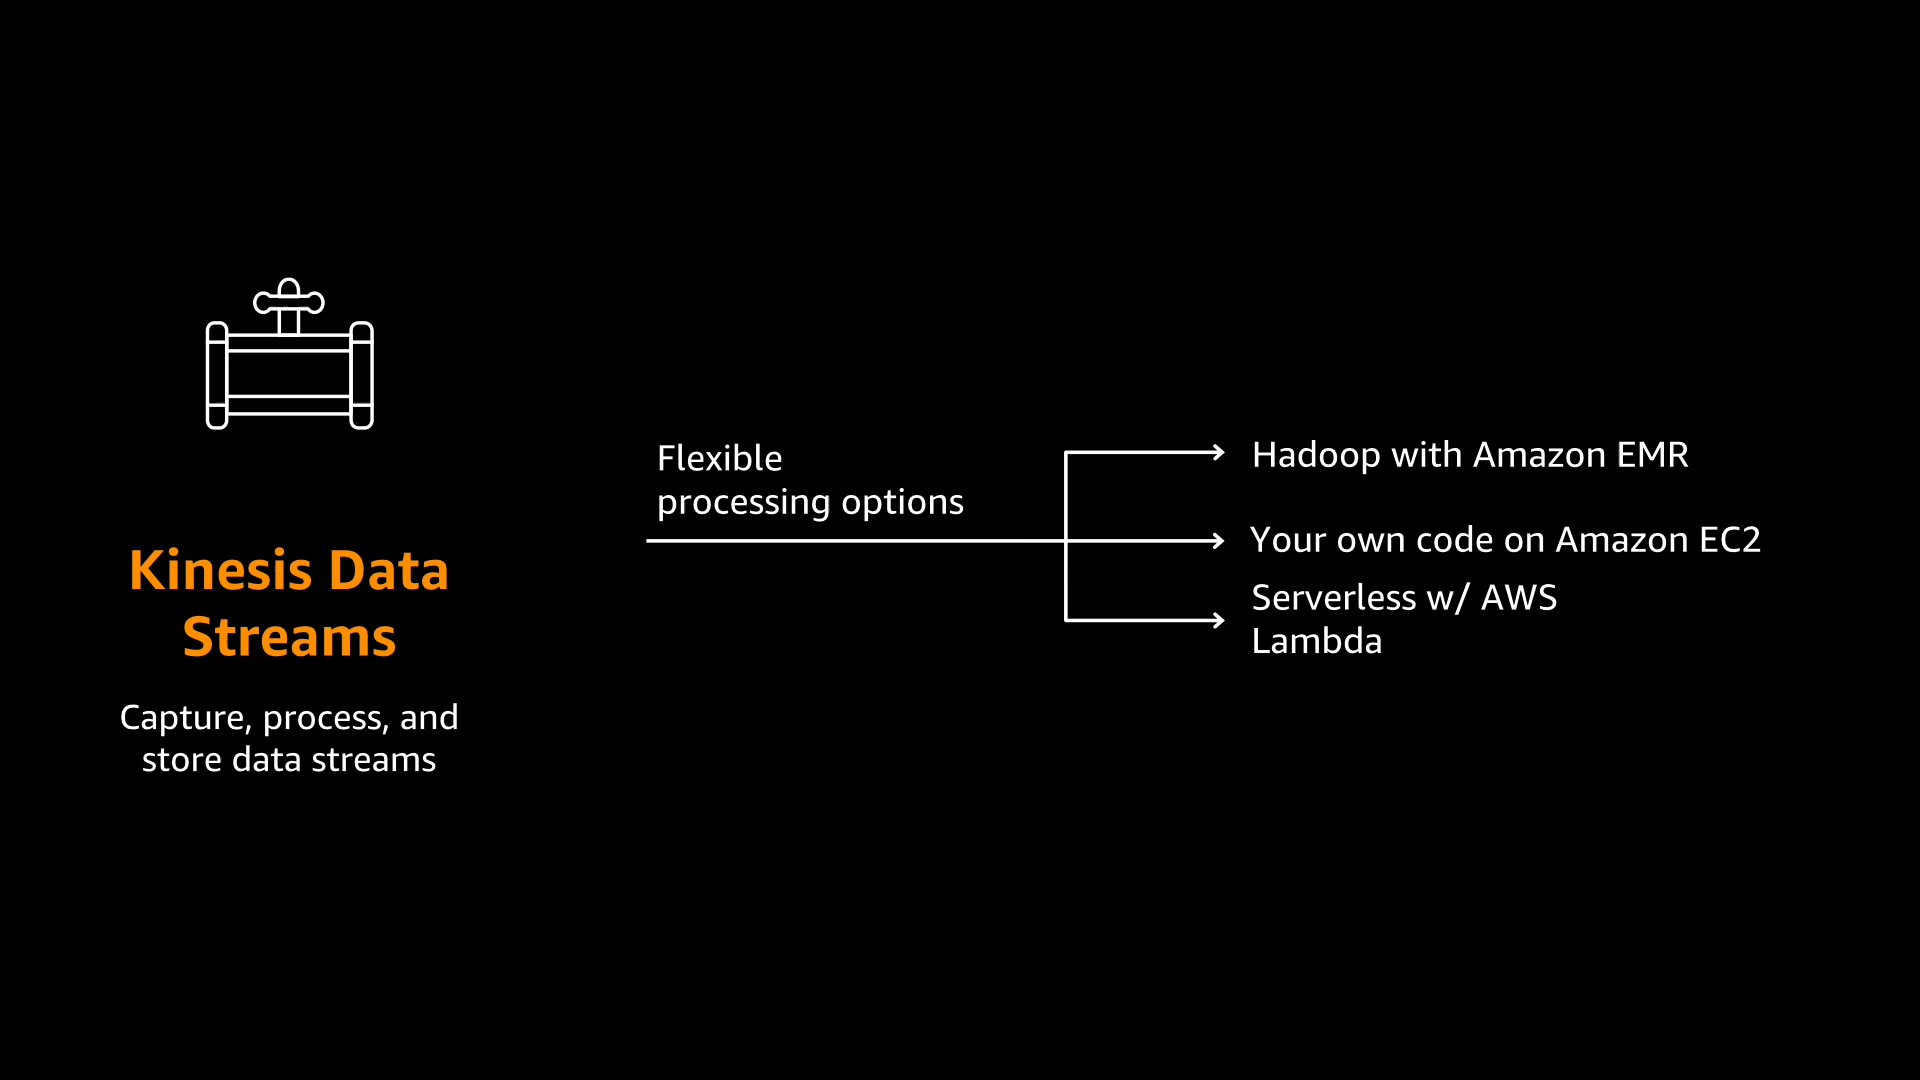 Kinesis Data
Streams
Capture, process, and
store data streams
Flexible
processing options
Hadoop with Amazon EMR
Your own code on Amazon EC2
Serverless w/ AWS
Lambda